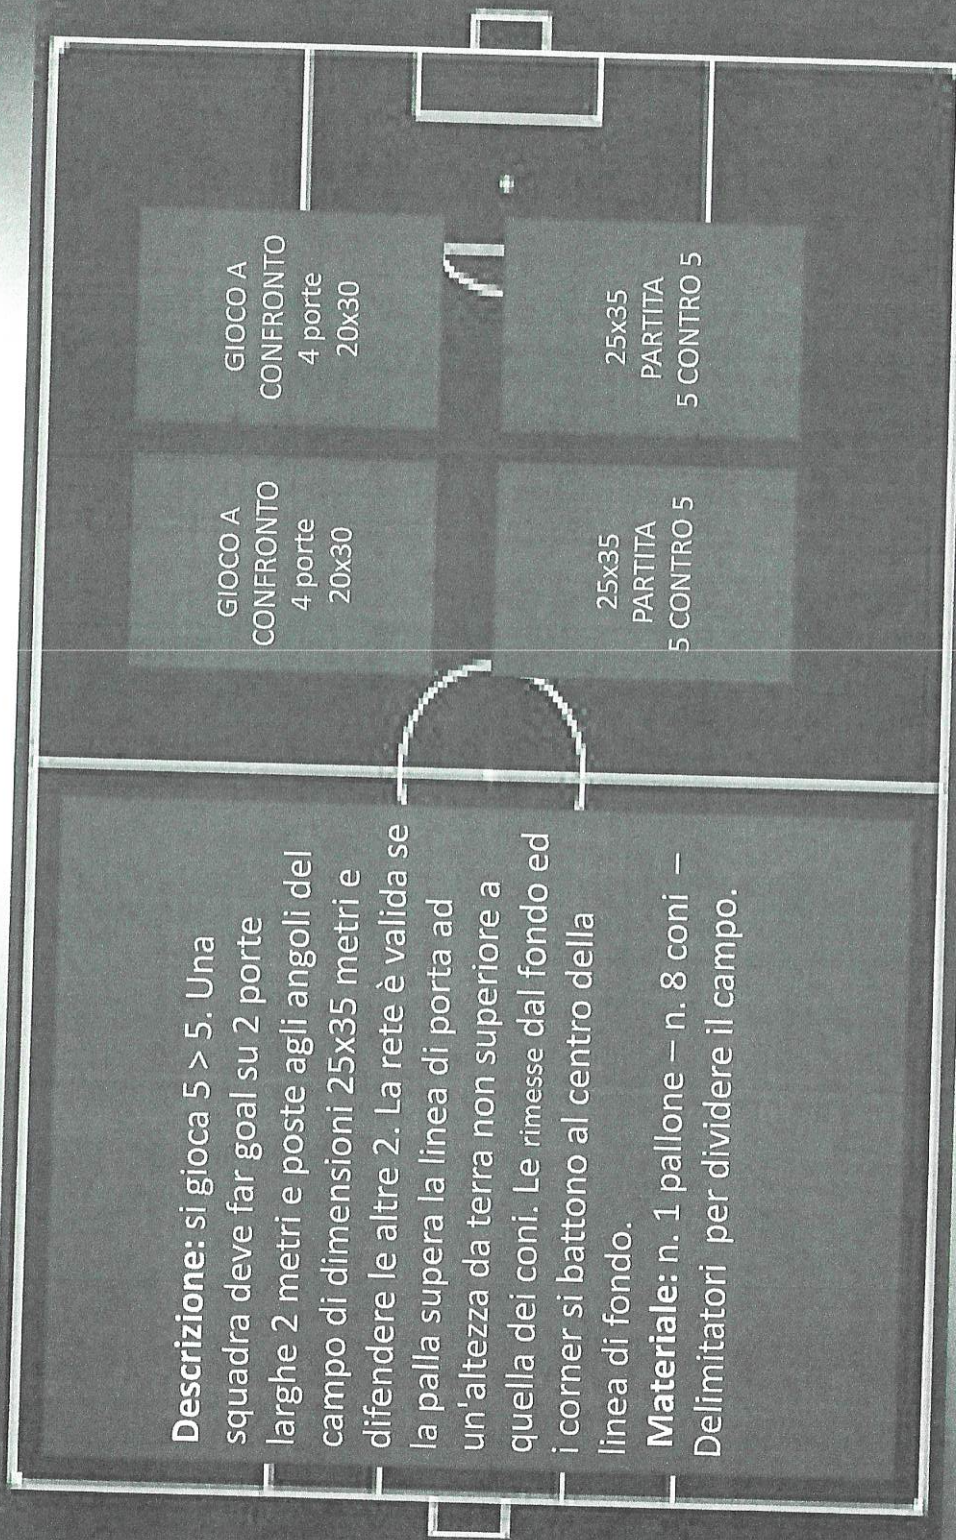 Descrizione: si gioca 5 > 5. Una
squadra deve far goal su 2 porte
larghe 2 metri e poste agli angoli del
campo di dimensioni 25x35 metri e
difendere le altre 2. La rete è valida se
la palla supera la linea di porta ad
un'altezza da terra non superiore a
quella dei coni. Le rimesse dal fondo ed
i corner si battono al centro della
linea di fondo.
Materiale: n. 1 pallone – n. 8 coni –
Delimitatori per dividere il campo.
GIOCO A
CONFRONTO
4 porte
20x30
GIOCO A
CONFRONTO
4 porte
20x30
25x35
PARTITA
5 CONTRO 5
25x35
PARTITA
5 CONTRO 5